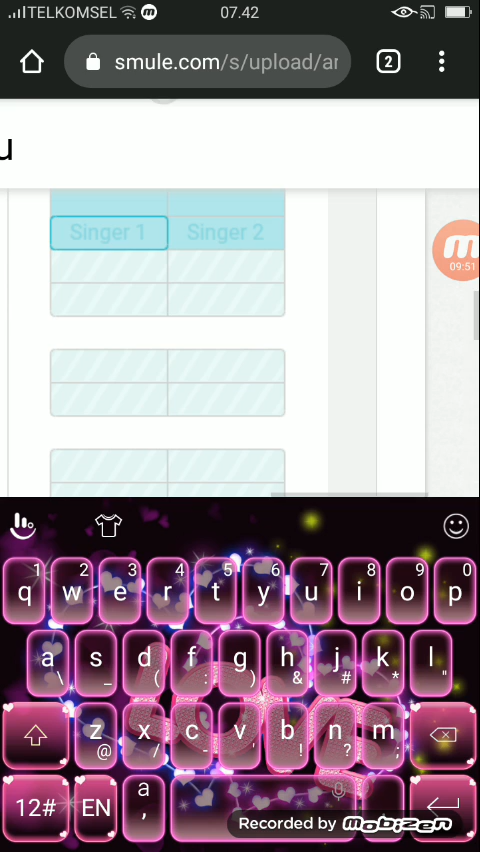 TELKOMSEL 07.42
smule.com/s/upload/ar 2
u
Singer 1 Singer 2
09:51
1 2 3 4 5 6 7 8 9 0
q w e r t y u i o p
a s d f g h j k l
\ _ ( : ) & # * "
z x c v b n m
@ / - ' ! ? ;
12# EN a ,
LOVE
Recorded by mobizen